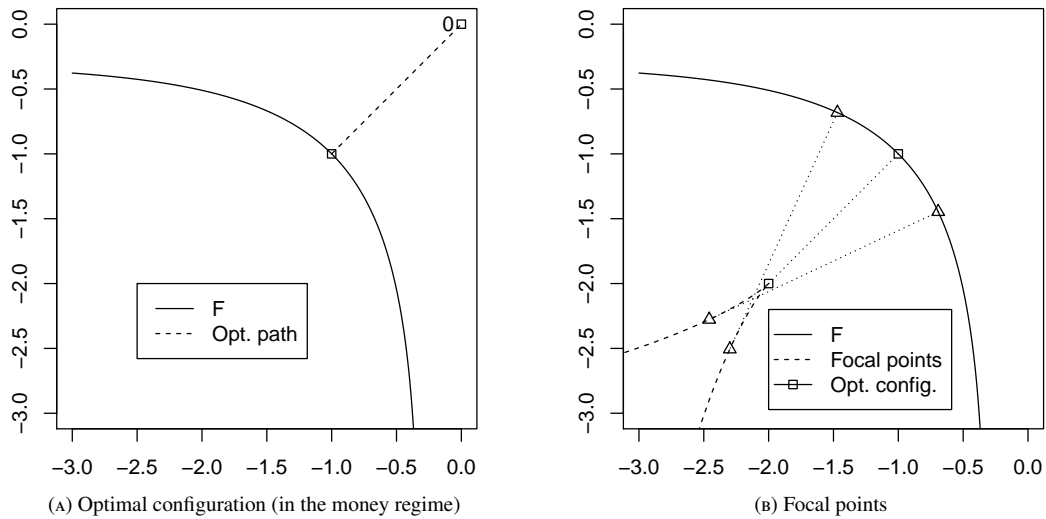 0.0
−0.5
−1.0
−1.5
−2.0
−2.5
−3.0
0
F
Opt. path
−3.0 −2.5 −2.0 −1.5 −1.0 −0.5 0.0
(A) Optimal configuration (in the money regime)
0.0
−0.5
−1.0
−1.5
−2.0
−2.5
−3.0
F
Focal points
Opt. config.
−3.0 −2.5 −2.0 −1.5 −1.0 −0.5 0.0
(B) Focal points